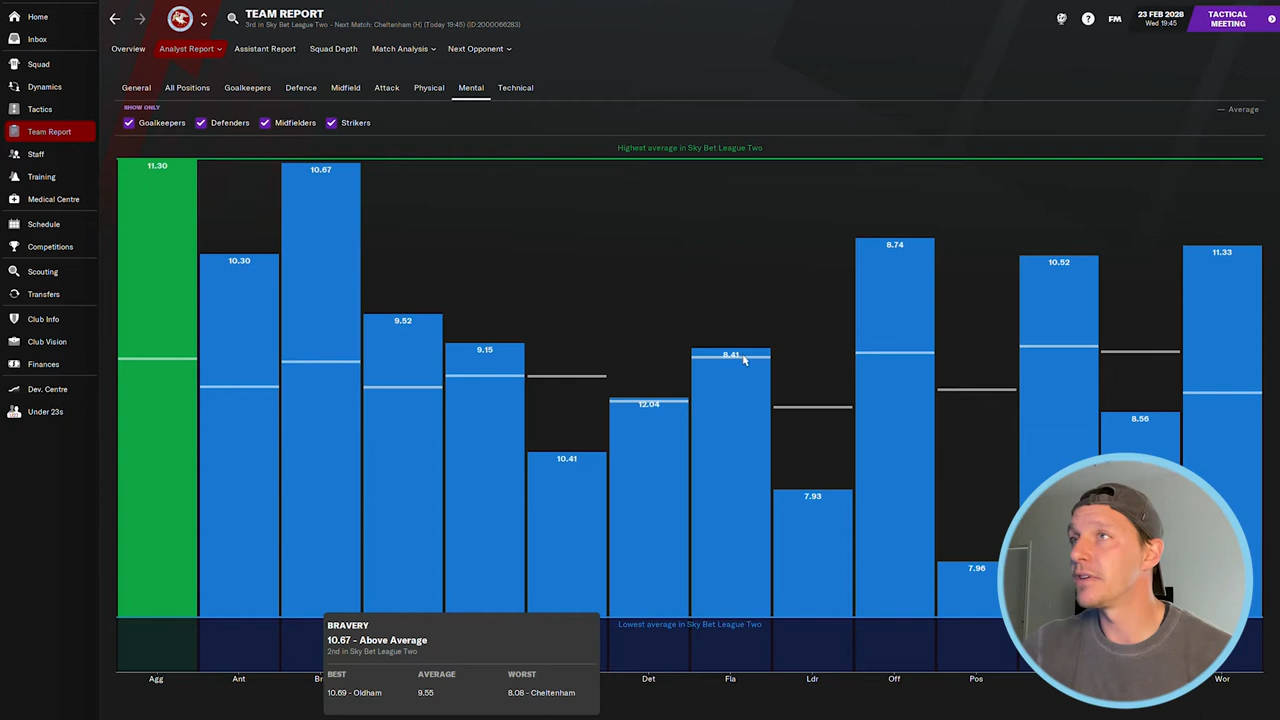 Home
Inbox
Squad
Dynamics
Tactics
Team Report
Staff
Training
Medical Centre
Schedule
Competitions
Scouting
Transfers
Club Info
Club Vision
Finances
Dev. Centre
Under 23s
TEAM REPORT
3rd in Sky Bet League Two - Next Match: Cheltenham (H) (Today 19:45) (ID:2000066283)
FM
23 FEB 2028
Wed 19:45
TACTICAL
MEETING
Overview
Analyst Report
Assistant Report
Squad Depth
Match Analysis
Next Opponent
General
All Positions
Goalkeepers
Defence
Midfield
Attack
Physical
Mental
Technical
SHOW ONLY
Goalkeepers
Defenders
Midfielders
Strikers
Average
Highest average in Sky Bet League Two
11.30
10.30
10.67
9.52
9.15
10.41
12.04
8.41
7.93
8.74
7.96
10.52
8.56
11.33
Lowest average in Sky Bet League Two
BRAVERY
10.67 - Above Average
2nd in Sky Bet League Two
BEST
AVERAGE
WORST
10.69 - Oldham
9.55
8.08 - Cheltenham
Agg
Ant
Det
Fla
Ldr
Off
Pos
Wor